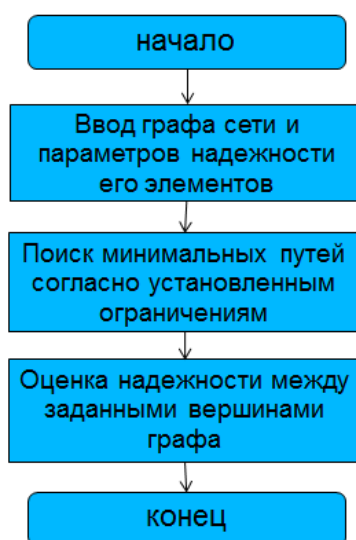 начало
Ввод графа сети и
параметров надежности
его элементов
Поиск минимальных путей
согласно установленным
ограничениям
Оценка надежности между
заданными вершинами
графа
конец